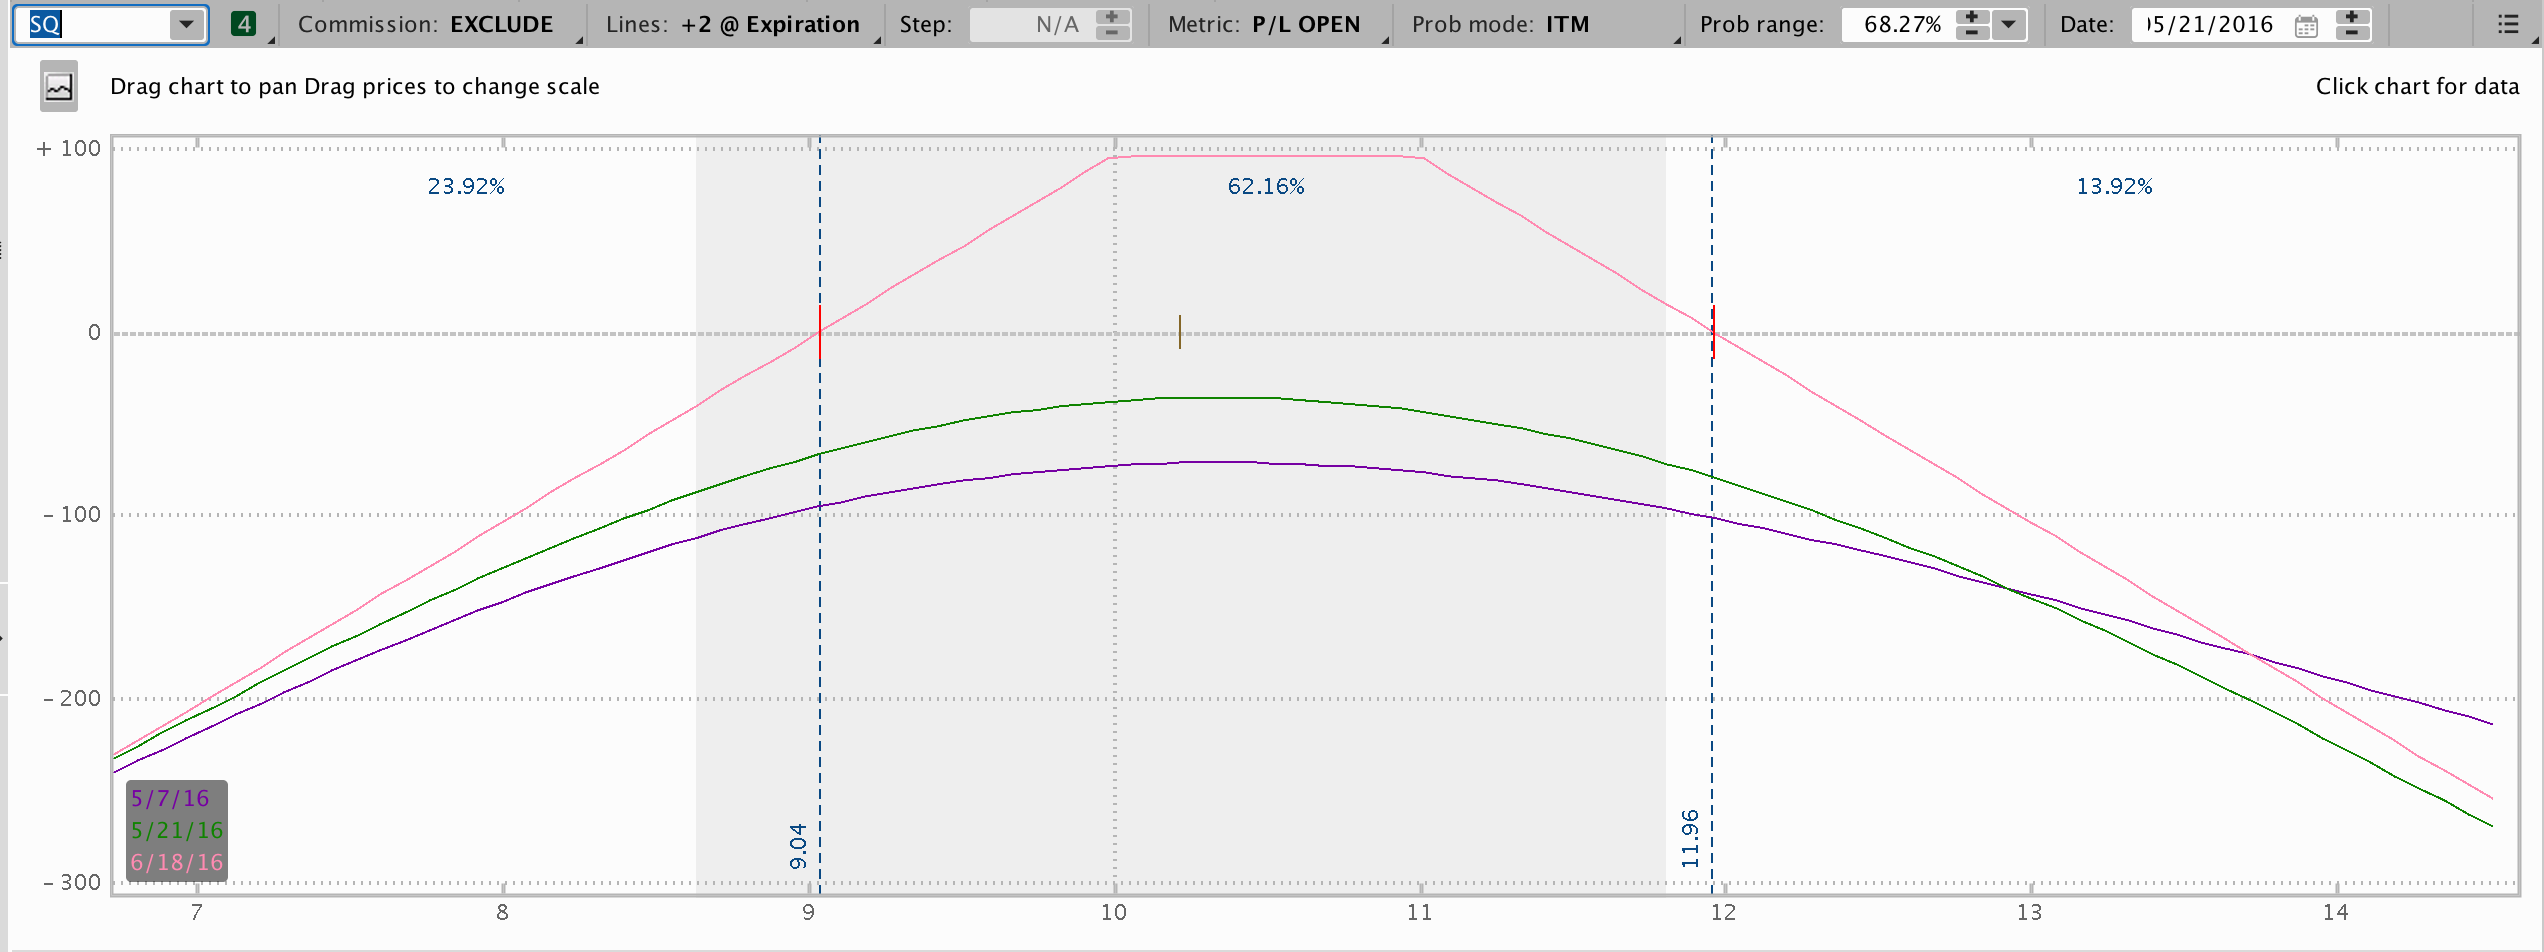 SQ 4 Commission: EXCLUDE Lines: +2 @ Expiration Step: N/A Metric: P/L OPEN Prob mode: ITM Prob range: 68.27% Date: 05/21/2016
Drag chart to pan Drag prices to change scale Click chart for data
+ 100
23.92% 62.16% 13.92%
0
- 100
- 200
5/7/16
5/21/16
6/18/16
9.04
11.96
- 300
7 8 9 10 11 12 13 14